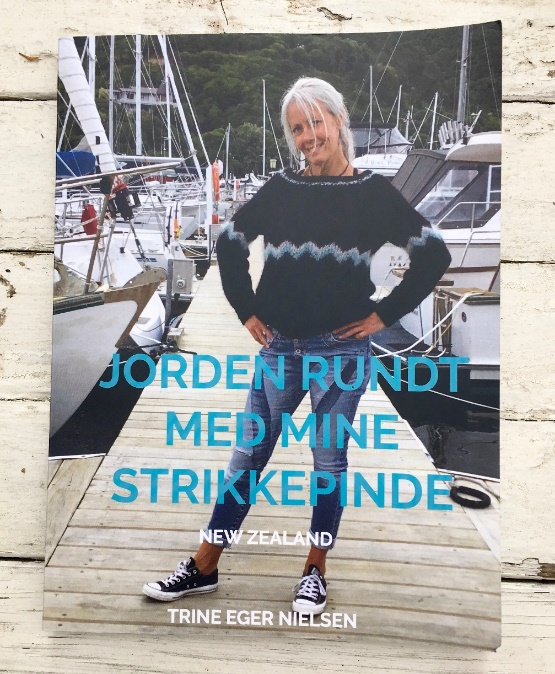 JORDEN RUNDT
MED MINE
STRIKKEPINDE
NEW ZEALAND
TRINE EGER NIELSEN